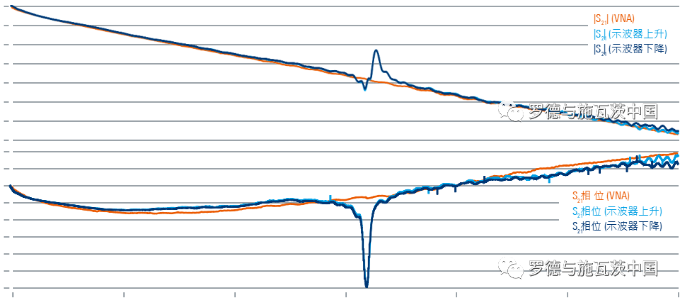 |S₂₁| (VNA)
|S₂₁| (示波器上升)
|S₂₁| (示波器下降)
罗德与施瓦茨中国
S₂₁相 位 (VNA)
S₂₁相位 (示波器上升)
S₂₁相位 (示波器下降)
罗德与施瓦茨中国